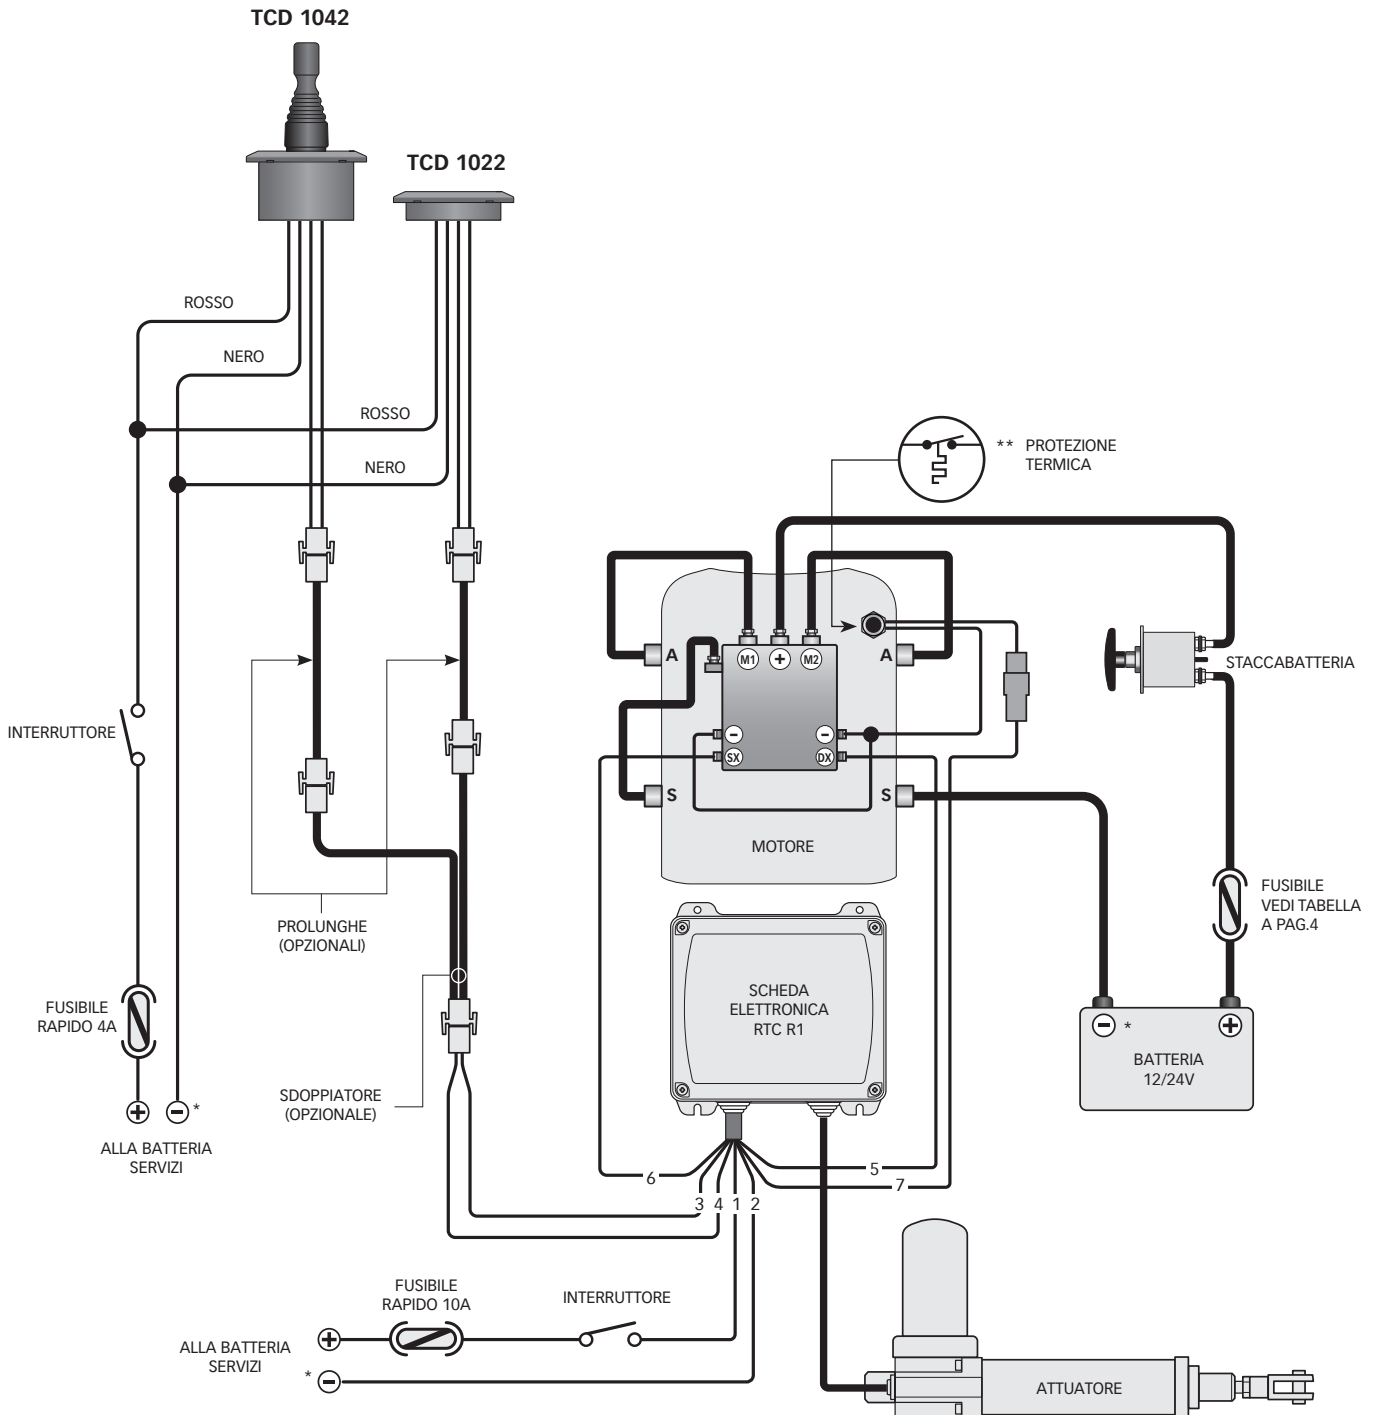 TCD 1042
TCD 1022
ROSSO
NERO
ROSSO
NERO
** PROTEZIONE
TERMICA
M1 + M2
A A
STACCABATTERIA
INTERRUTTORE
- -
SX DX
S S
MOTORE
FUSIBILE
VEDI TABELLA
A PAG.4
PROLUNGHE
(OPZIONALI)
SCHEDA
ELETTRONICA
RTC R1
FUSIBILE
RAPIDO 4A
- * +
BATTERIA
12/24V
SDOPPIATORE
(OPZIONALE)
+ - *
ALLA BATTERIA
SERVIZI
6 5
7
3 4 1 2
FUSIBILE
RAPIDO 10A
INTERRUTTORE
ALLA BATTERIA
SERVIZI
+
* -
ATTUATORE